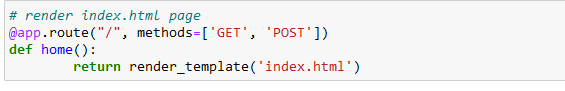 # render index.html page
@app.route("/", methods=['GET', 'POST'])
def home():
        return render_template('index.html')